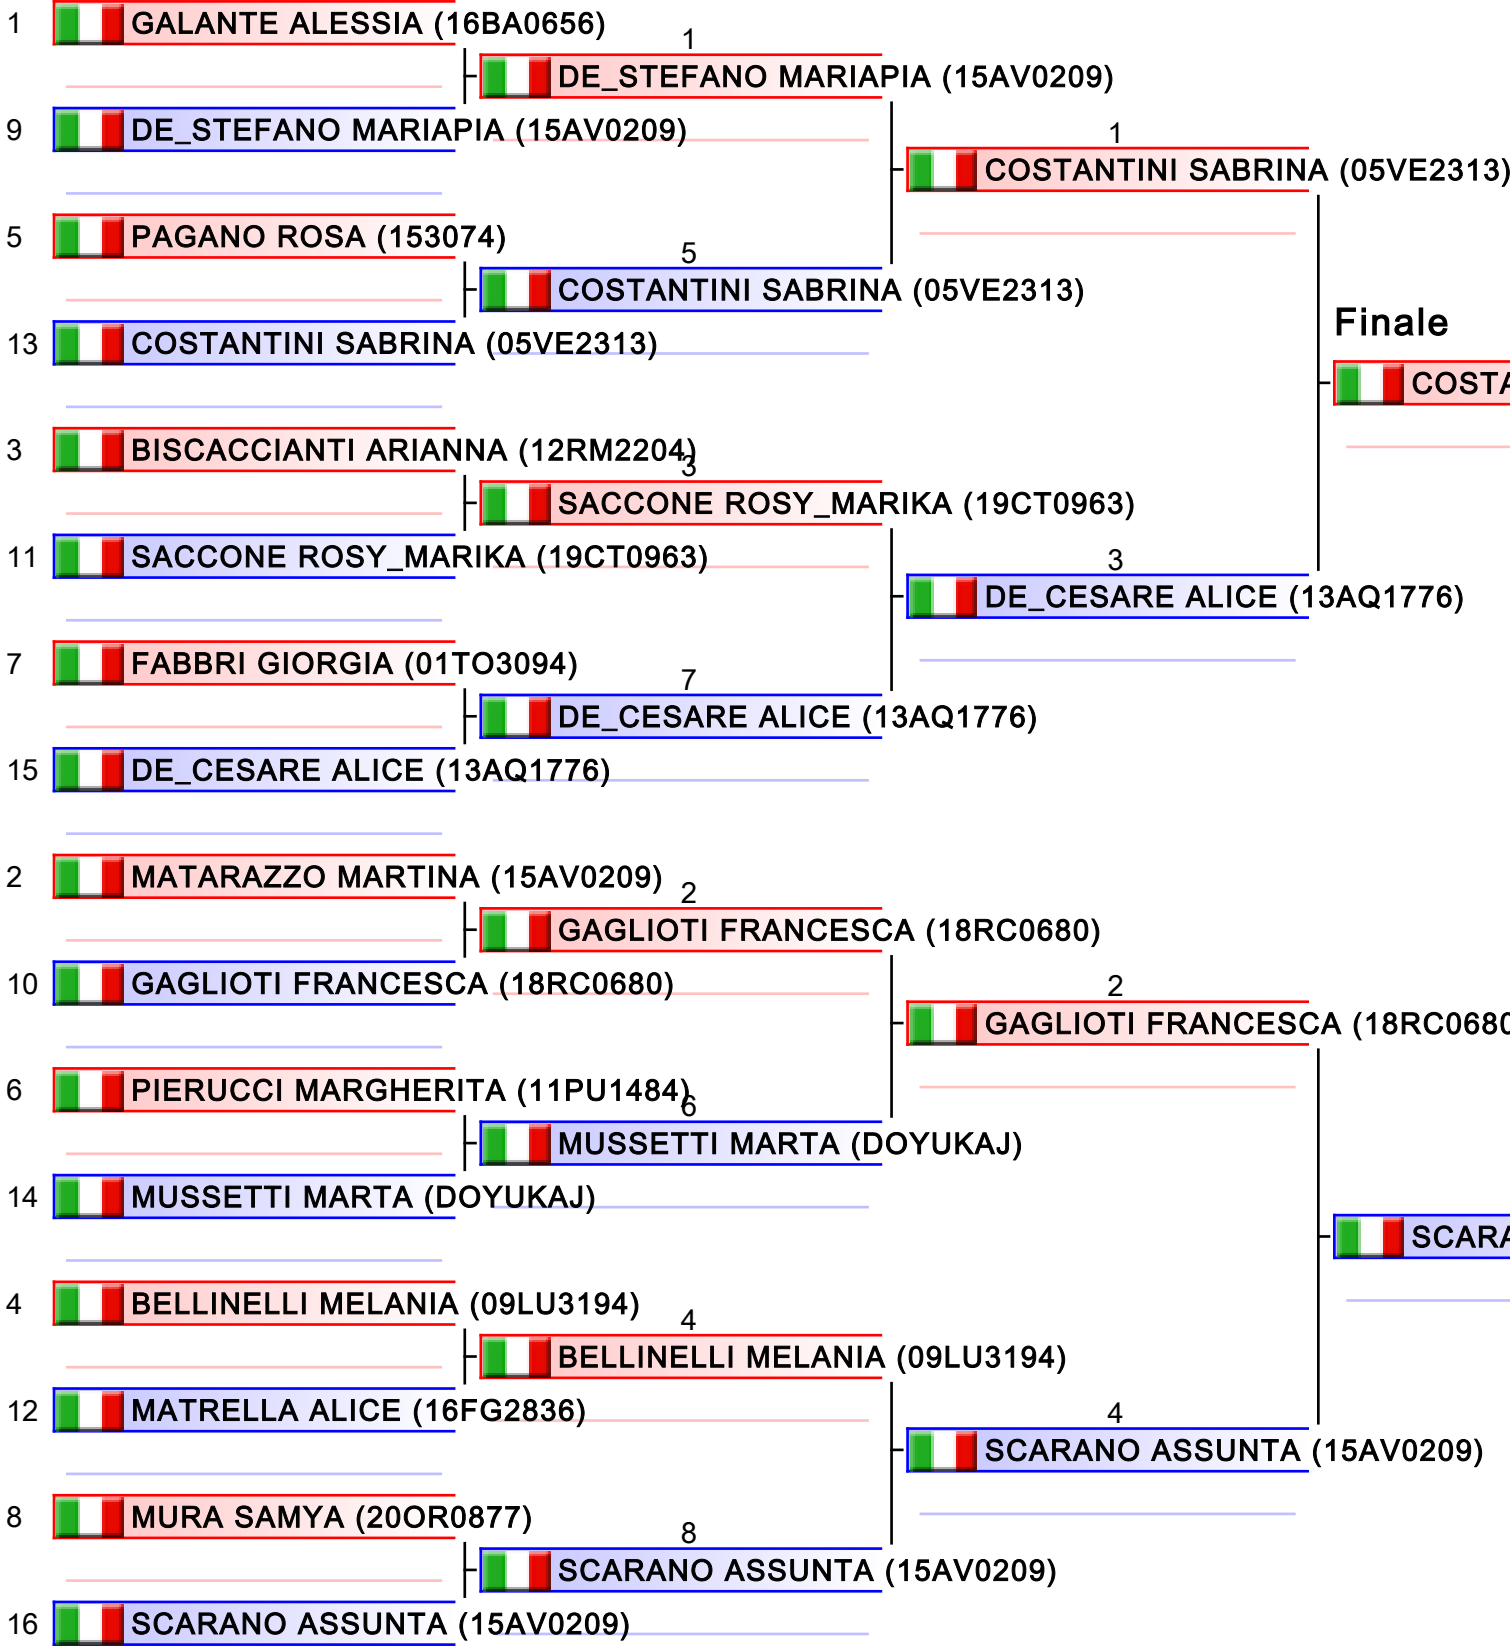 1 GALANTE ALESSIA (16BA0656)
1
DE_STEFANO MARIAPIA (15AV0209)
9 DE_STEFANO MARIAPIA (15AV0209)
1
COSTANTINI SABRINA (05VE2313)
5 PAGANO ROSA (153074)
5
COSTANTINI SABRINA (05VE2313)
13 COSTANTINI SABRINA (05VE2313)
Finale
COSTA
3 BISCACCIANTI ARIANNA (12RM2204)
3
SACCONE ROSY_MARIKA (19CT0963)
11 SACCONE ROSY_MARIKA (19CT0963)
3
DE_CESARE ALICE (13AQ1776)
7 FABBRI GIORGIA (01TO3094)
7
DE_CESARE ALICE (13AQ1776)
15 DE_CESARE ALICE (13AQ1776)
2 MATARAZZO MARTINA (15AV0209)
2
GAGLIOTI FRANCESCA (18RC0680)
10 GAGLIOTI FRANCESCA (18RC0680)
2
GAGLIOTI FRANCESCA (18RC0680
6 PIERUCCI MARGHERITA (11PU1484)
6
MUSSETTI MARTA (DOYUKAJ)
14 MUSSETTI MARTA (DOYUKAJ)
SCARA
4 BELLINELLI MELANIA (09LU3194)
4
BELLINELLI MELANIA (09LU3194)
12 MATRELLA ALICE (16FG2836)
4
SCARANO ASSUNTA (15AV0209)
8 MURA SAMYA (20OR0877)
8
SCARANO ASSUNTA (15AV0209)
16 SCARANO ASSUNTA (15AV0209)